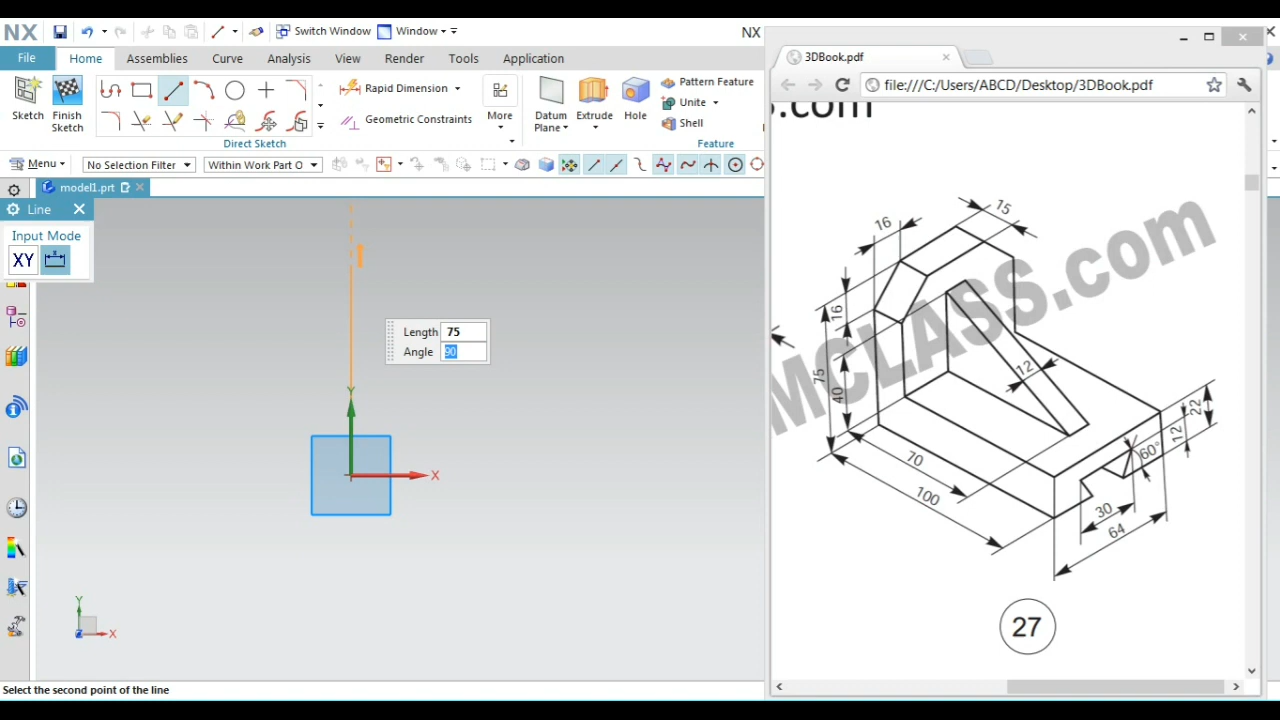 NX
Switch Window
Window
NX
File
Home
Assemblies
Curve
Analysis
View
Render
Tools
Application
Sketch
Finish Sketch
Rapid Dimension
Geometric Constraints
More
Direct Sketch
Datum Plane
Extrude
Hole
Pattern Feature
Unite
Shell
Feature
Menu
No Selection Filter
Within Work Part O
model1.prt
Line
Input Mode
XY
Length 75
Angle 90
Y
X
Y
X
Z
Select the second point of the line
3DBook.pdf
file:///C:/Users/ABCD/Desktop/3DBook.pdf
s.com
MCLASS.com
16
15
16
75
40
12
70
100
22
12
60°
30
64
27